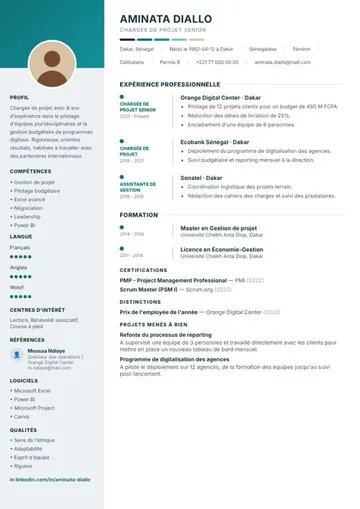 AMINATA DIALLO
CHARGÉE DE PROJET SENIOR
Dakar, Sénégal Né(e) le 1992-04-12 à Dakar Sénégalaise Féminin
Célibataire Permis B +221 77 000 00 00 aminata.diallo@mail.com
PROFIL
Chargée de projet avec 8 ans
d'expérience dans le pilotage
d'équipes pluridisciplinaires et la
gestion budgétaire de programmes
digitaux. Rigoureuse, orientée
résultats, habituée à travailler avec
des partenaires internationaux.
COMPÉTENCES
• Gestion de projet
• Pilotage budgétaire
• Excel avancé
• Négociation
• Leadership
• Power BI
LANGUE
Français
Anglais
Wolof
CENTRES D'INTÉRÊT
Lecture, Bénévolat associatif,
Course à pied
RÉFÉRENCES
Moussa Ndiaye
Directeur des opérations |
Orange Digital Center
m.ndiaye@mail.com
LOGICIELS
• Microsoft Excel
• Power BI
• Microsoft Project
• Canva
QUALITÉS
• Sens de l'éthique
• Adaptabilité
• Esprit d'équipe
• Rigueur
in linkedin.com/in/aminata-diallo
EXPÉRIENCE PROFESSIONNELLE
CHARGÉE DE
PROJET SENIOR
2021 - Présent
Orange Digital Center · Dakar
• Pilotage de 12 projets clients pour un budget de 450 M FCFA.
• Réduction des délais de livraison de 25%.
• Encadrement d'une équipe de 6 personnes.
CHARGÉE DE
PROJET
2018 - 2021
Ecobank Sénégal · Dakar
• Déploiement du programme de digitalisation des agences.
• Suivi budgétaire et reporting mensuel à la direction.
ASSISTANTE DE
GESTION
2016 - 2018
Sonatel · Dakar
• Coordination logistique des projets terrain.
• Rédaction des cahiers des charges et suivi des prestataires.
FORMATION
2014 - 2016
Master en Gestion de projet
Université Cheikh Anta Diop, Dakar
2011 - 2014
Licence en Économie-Gestion
Université Cheikh Anta Diop, Dakar
CERTIFICATIONS
PMP - Project Management Professional — PMI (2022)
Scrum Master (PSM I) — Scrum.org (2020)
DISTINCTIONS
Prix de l'employée de l'année — Orange Digital Center (2023)
PROJETS MENÉS À BIEN
Refonte du processus de reporting
A supervisé une équipe de 3 personnes et travaillé directement avec les clients pour
mettre en place un nouveau tableau de bord mensuel.
Programme de digitalisation des agences
A piloté le déploiement sur 12 agences, de la formation des équipes jusqu'au suivi
post-lancement.